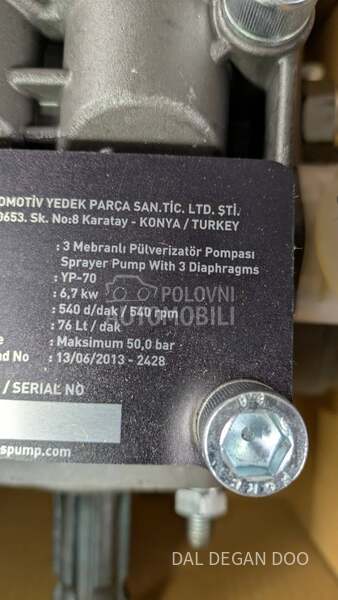 OMOTİV YEDEK PARÇA SAN.TİC. LTD. ŞTİ.
0653. Sk. No:8 Karatay - KONYA / TURKEY
: 3 Mebranlı Pülverizatör Pompası
Sprayer Pump With 3 Diaphragms
: YP-70
: 6,7 kw
: 540 d/dak / 540 rpm
: 76 Lt / dak
e : Maksimum 50,0 bar
nd No : 13/06/2013 - 2428
/ SERIAL NO
spump.com
POLOVNI
AUTOMOBILI
8.8
DAL DEGAN DOO